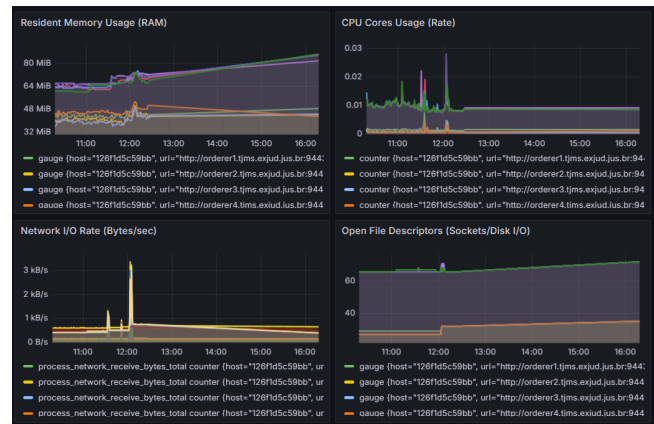 Resident Memory Usage (RAM)
80 MiB
64 MiB
48 MiB
32 MiB
11:00 12:00 13:00 14:00 15:00 16:00
gauge {host="126f1d5c59bb", url="http://orderer1.tjms.exjud.jus.br:944
gauge {host="126f1d5c59bb", url="http://orderer2.tjms.exjud.jus.br:944
gauge {host="126f1d5c59bb", url="http://orderer3.tjms.exjud.jus.br:944
gauge {host="126f1d5c59bb", url="http://orderer4.tjms.exjud.jus.br:944
CPU Cores Usage (Rate)
0.03
0.02
0.01
0
11:00 12:00 13:00 14:00 15:00 16:00
counter {host="126f1d5c59bb", url="http://orderer1.tjms.exjud.jus.br:94
counter {host="126f1d5c59bb", url="http://orderer2.tjms.exjud.jus.br:94
counter {host="126f1d5c59bb", url="http://orderer3.tjms.exjud.jus.br:94
counter {host="126f1d5c59bb", url="http://orderer4.tjms.exjud.jus.br:94
Network I/O Rate (Bytes/sec)
3 kB/s
2 kB/s
1 kB/s
0 B/s
11:00 12:00 13:00 14:00 15:00 16:00
process_network_receive_bytes_total counter {host="126f1d5c59bb", ur
process_network_receive_bytes_total counter {host="126f1d5c59bb", ur
process_network_receive_bytes_total counter {host="126f1d5c59bb", ur
process_network_receive_bytes_total counter {host="126f1d5c59bb", ur
Open File Descriptors (Sockets/Disk I/O)
60
40
11:00 12:00 13:00 14:00 15:00 16:00
gauge {host="126f1d5c59bb", url="http://orderer1.tjms.exjud.jus.br:944
gauge {host="126f1d5c59bb", url="http://orderer2.tjms.exjud.jus.br:944
gauge {host="126f1d5c59bb", url="http://orderer3.tjms.exjud.jus.br:944
gauge {host="126f1d5c59bb", url="http://orderer4.tjms.exjud.jus.br:944